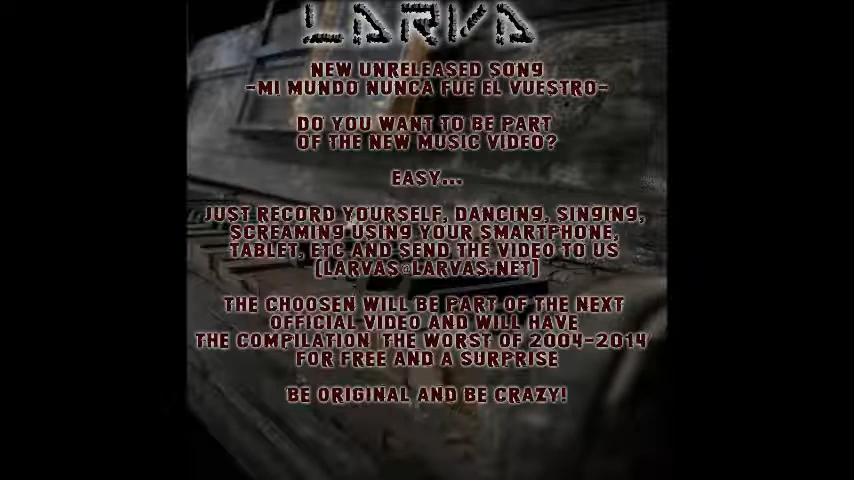 LARVA
NEW UNRELEASED SONG
-MI MUNDO NUNCA FUE EL VUESTRO-
DO YOU WANT TO BE PART
OF THE NEW MUSIC VIDEO?
EASY...
JUST RECORD YOURSELF, DANCING, SINGING,
SCREAMING USING YOUR SMARTPHONE,
TABLET, ETC AND SEND THE VIDEO TO US
(LARVAS@LARVAS.NET)
THE CHOOSEN WILL BE PART OF THE NEXT
OFFICIAL VIDEO AND WILL HAVE
THE COMPILATION THE WORST OF 2004-2014
FOR FREE AND A SURPRISE
BE ORIGINAL AND BE CRAZY!